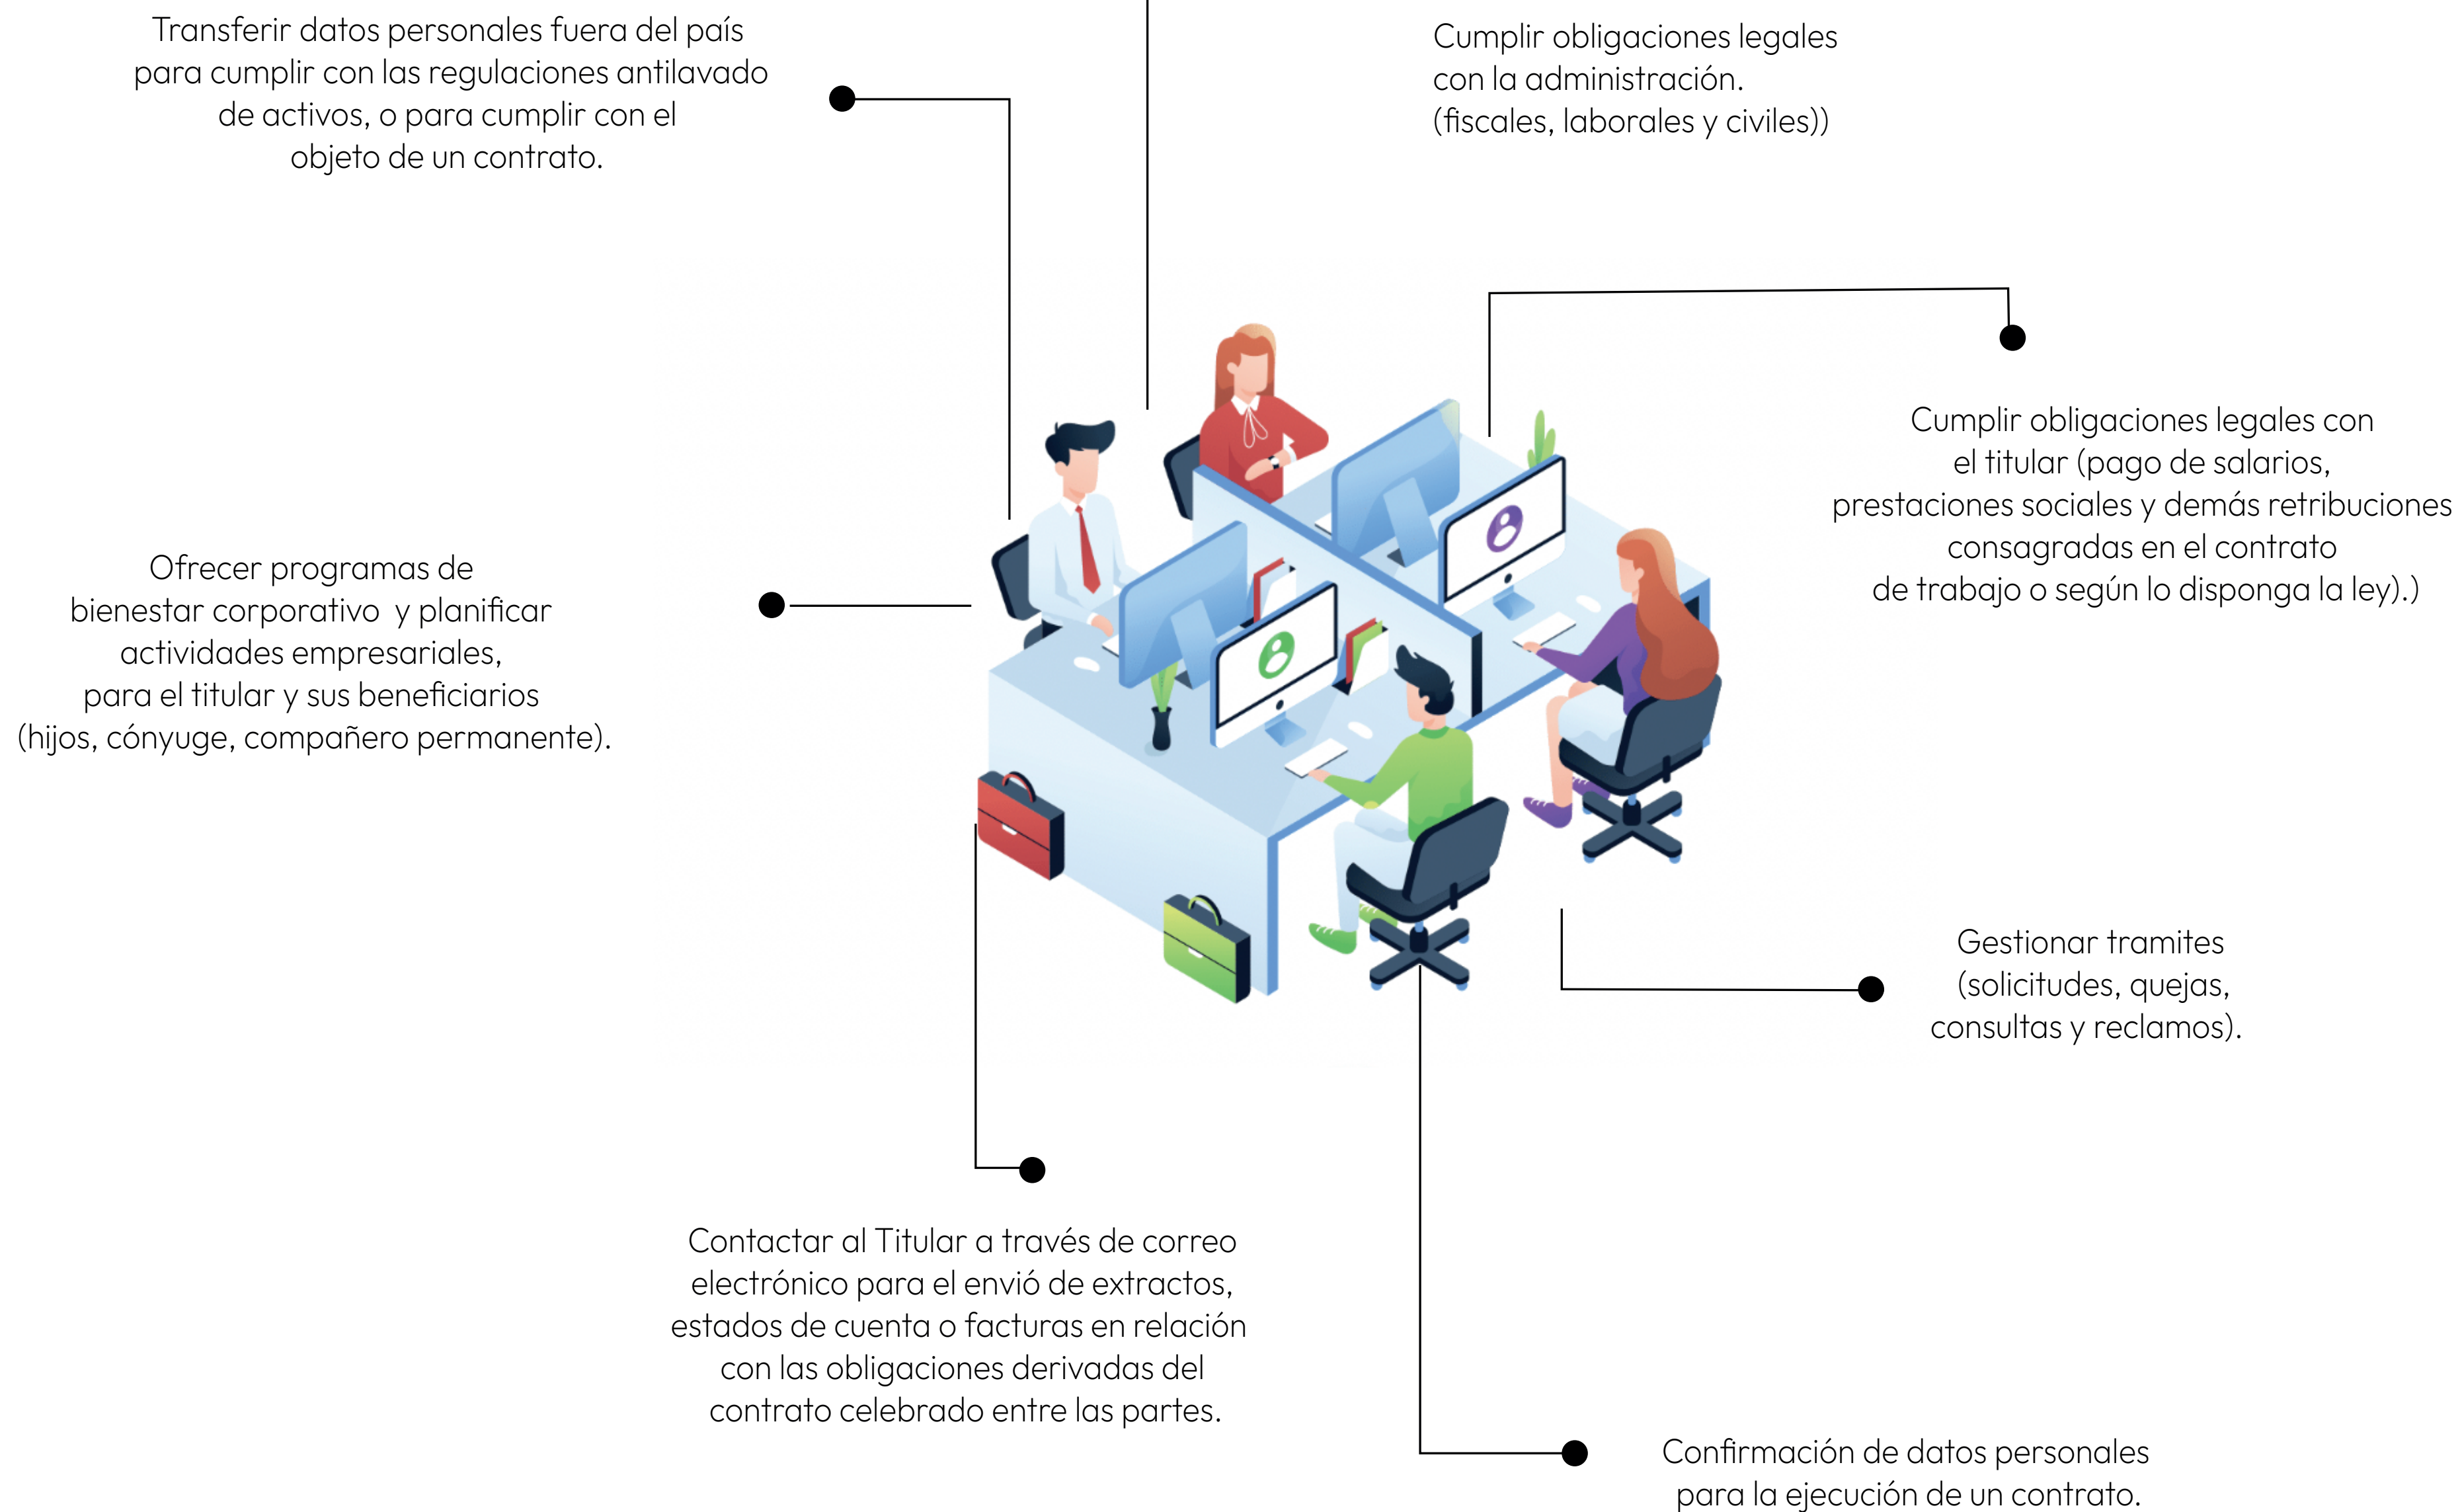 Transferir datos personales fuera del país
para cumplir con las regulaciones antilavado
de activos, o para cumplir con el
objeto de un contrato.
Cumplir obligaciones legales
con la administración.
(fiscales, laborales y civiles))
Cumplir obligaciones legales con
el titular (pago de salarios,
prestaciones sociales y demás retribuciones
consagradas en el contrato
de trabajo o según lo disponga la ley).)
Ofrecer programas de
bienestar corporativo  y planificar
actividades empresariales,
para el titular y sus beneficiarios
(hijos, cónyuge, compañero permanente).
Gestionar tramites
(solicitudes, quejas,
consultas y reclamos).
Contactar al Titular a través de correo
electrónico para el envió de extractos,
estados de cuenta o facturas en relación
con las obligaciones derivadas del
contrato celebrado entre las partes.
Confirmación de datos personales
para la ejecución de un contrato.